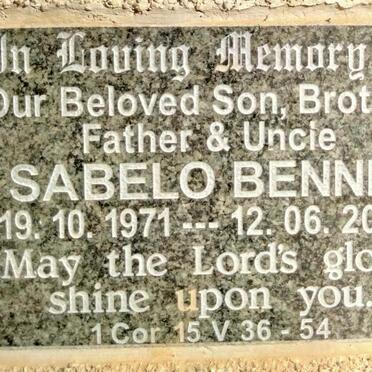 In Loving Memory
Our Beloved Son, Brot
Father & Uncle
SABELO BENN
19. 10. 1971 --- 12. 06. 20
May the Lord's glo
shine upon you.
1 Cor 15 V 36 - 54